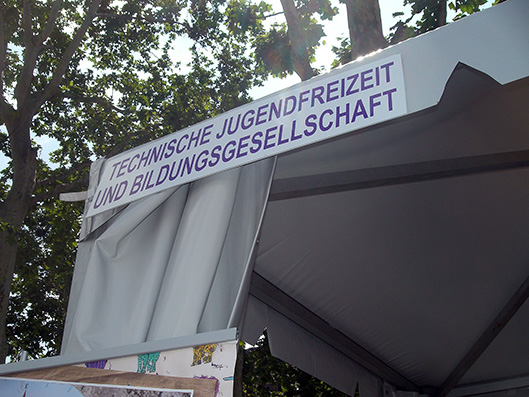 TECHNISCHE JUGENDFREIZEIT
UND BILDUNGSGESELLSCHAFT